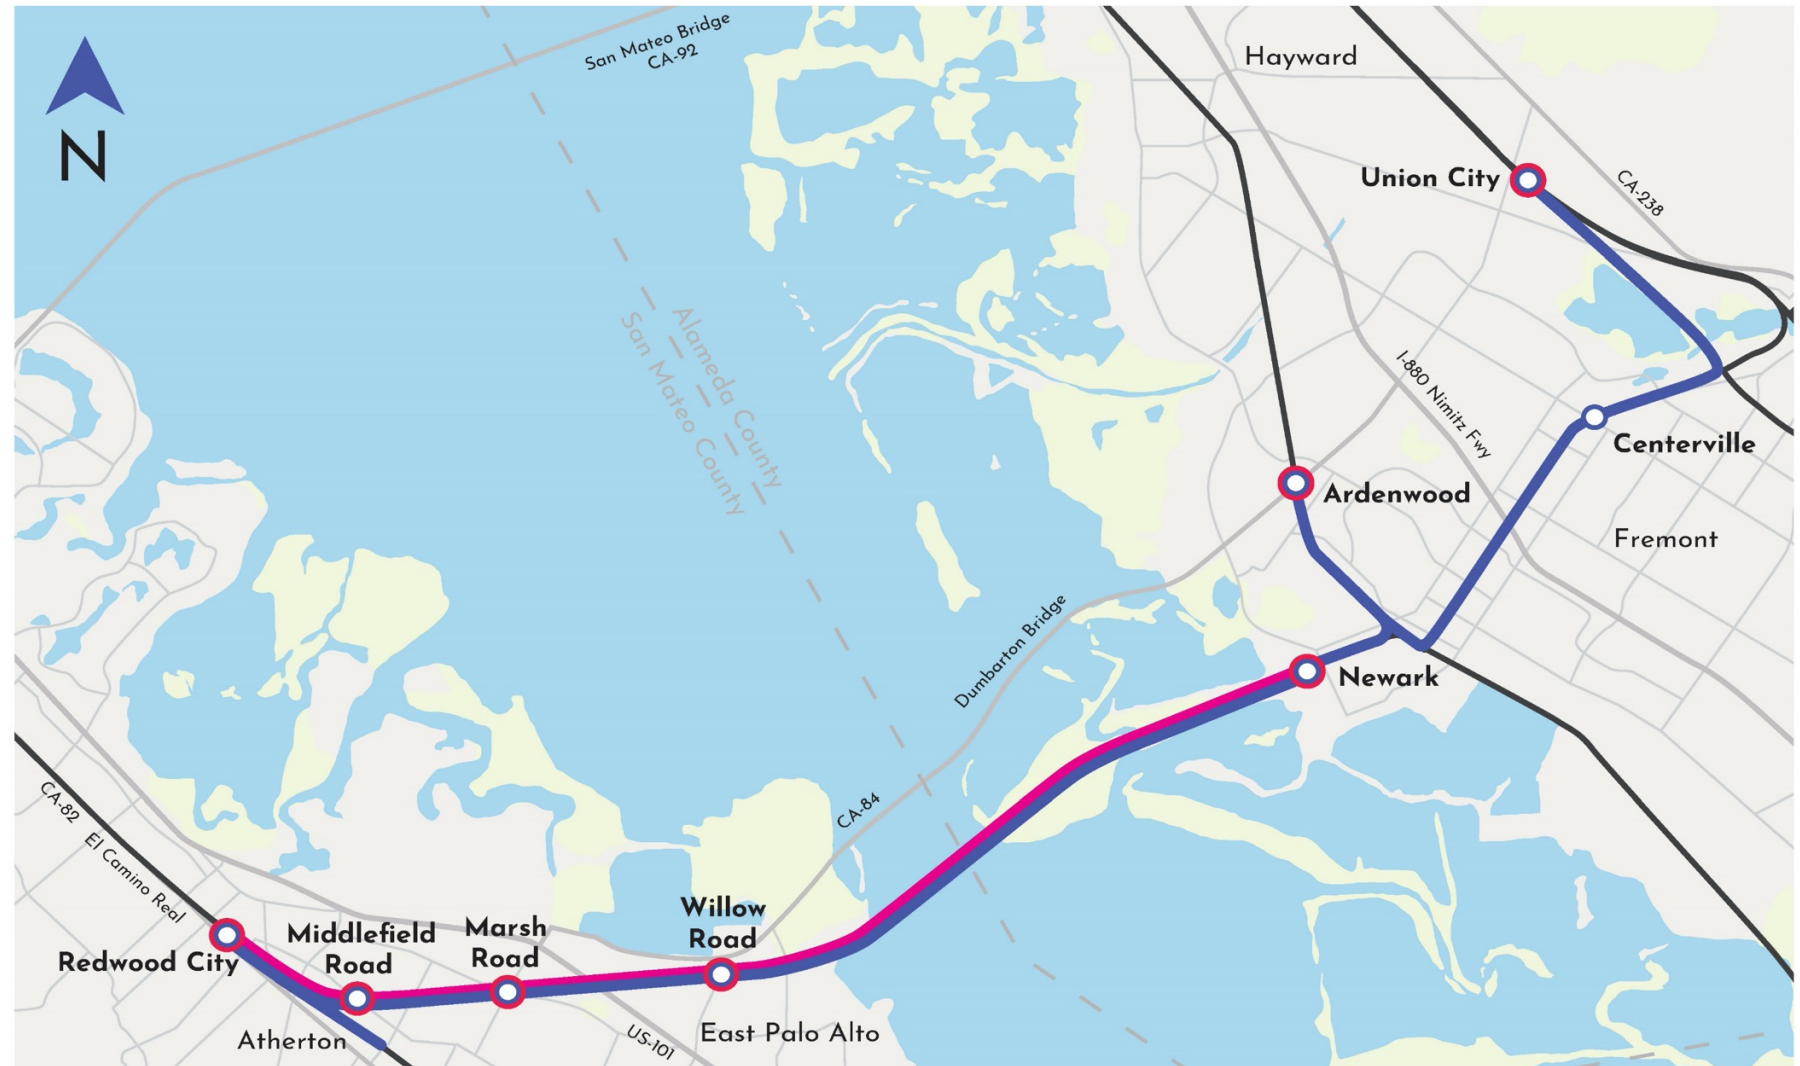 San Mateo Bridge
CA-92
Hayward
N
Union City
CA-238
Alameda County
San Mateo County
I-880 Nimitz Fwy
Centerville
Ardenwood
Fremont
Dumbarton Bridge
Newark
CA-84
CA-82
El Camino Real
Willow
Road
Marsh
Road
Middlefield
Road
Redwood City
Atherton
US-101
East Palo Alto